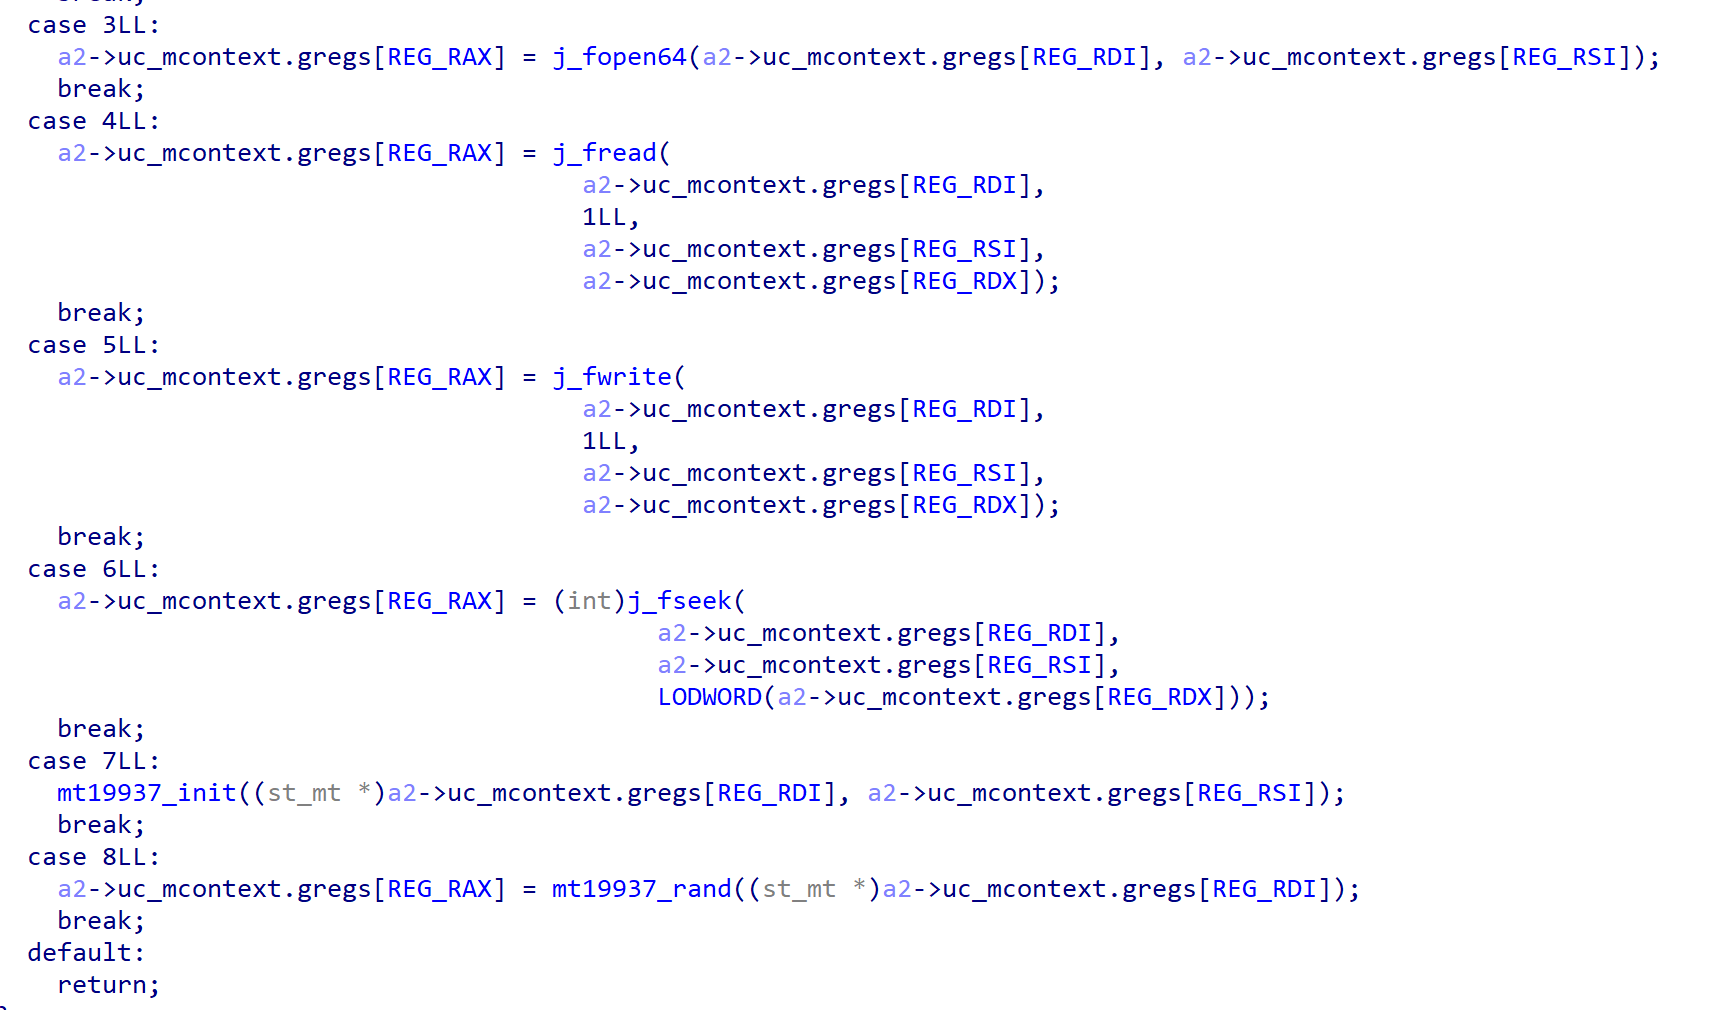 case 3LL:
a2->uc_mcontext.gregs[REG_RAX] = j_fopen64(a2->uc_mcontext.gregs[REG_RDI], a2->uc_mcontext.gregs[REG_RSI]);
break;
case 4LL:
a2->uc_mcontext.gregs[REG_RAX] = j_fread(
a2->uc_mcontext.gregs[REG_RDI],
1LL,
a2->uc_mcontext.gregs[REG_RSI],
a2->uc_mcontext.gregs[REG_RDX]);
break;
case 5LL:
a2->uc_mcontext.gregs[REG_RAX] = j_fwrite(
a2->uc_mcontext.gregs[REG_RDI],
1LL,
a2->uc_mcontext.gregs[REG_RSI],
a2->uc_mcontext.gregs[REG_RDX]);
break;
case 6LL:
a2->uc_mcontext.gregs[REG_RAX] = (int)j_fseek(
a2->uc_mcontext.gregs[REG_RDI],
a2->uc_mcontext.gregs[REG_RSI],
LODWORD(a2->uc_mcontext.gregs[REG_RDX]));
break;
case 7LL:
mt19937_init((st_mt *)a2->uc_mcontext.gregs[REG_RDI], a2->uc_mcontext.gregs[REG_RSI]);
break;
case 8LL:
a2->uc_mcontext.gregs[REG_RAX] = mt19937_rand((st_mt *)a2->uc_mcontext.gregs[REG_RDI]);
break;
default:
return;